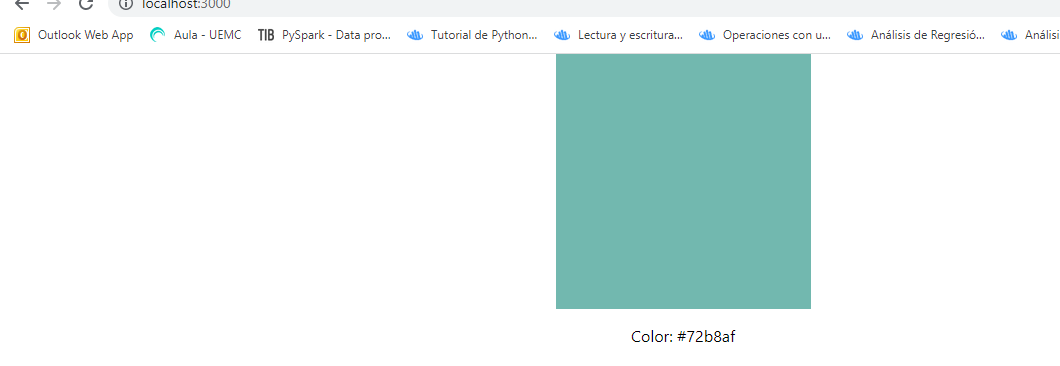 localhost:3000
Outlook Web App Aula - UEMC TIB PySpark - Data pro... Tutorial de Python... Lectura y escritura... Operaciones con u... Análisis de Regresió... Análisi
Color: #72b8af